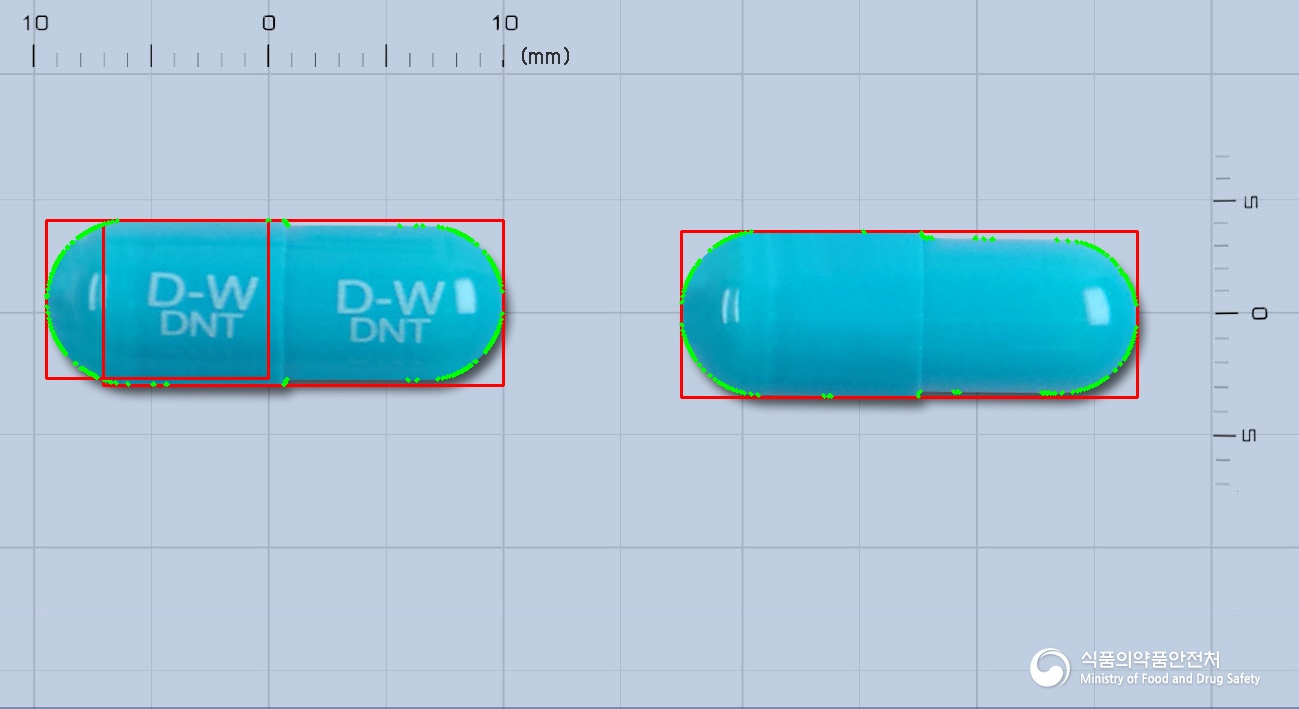 10 0 10
(mm)
D-W
DNT
D-W
DNT
5
0
5
식품의약품안전처
Ministry of Food and Drug Safety